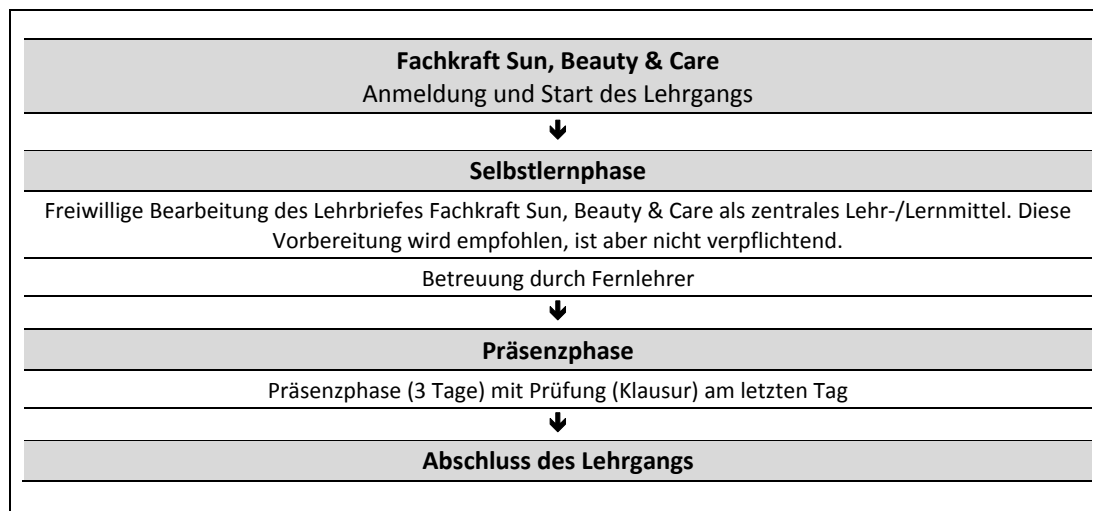 Fachkraft Sun, Beauty & Care
Anmeldung und Start des Lehrgangs
Selbstlernphase
Freiwillige Bearbeitung des Lehrbriefes Fachkraft Sun, Beauty & Care als zentrales Lehr-/Lernmittel. Diese
Vorbereitung wird empfohlen, ist aber nicht verpflichtend.
Betreuung durch Fernlehrer
Präsenzphase
Präsenzphase (3 Tage) mit Prüfung (Klausur) am letzten Tag
Abschluss des Lehrgangs